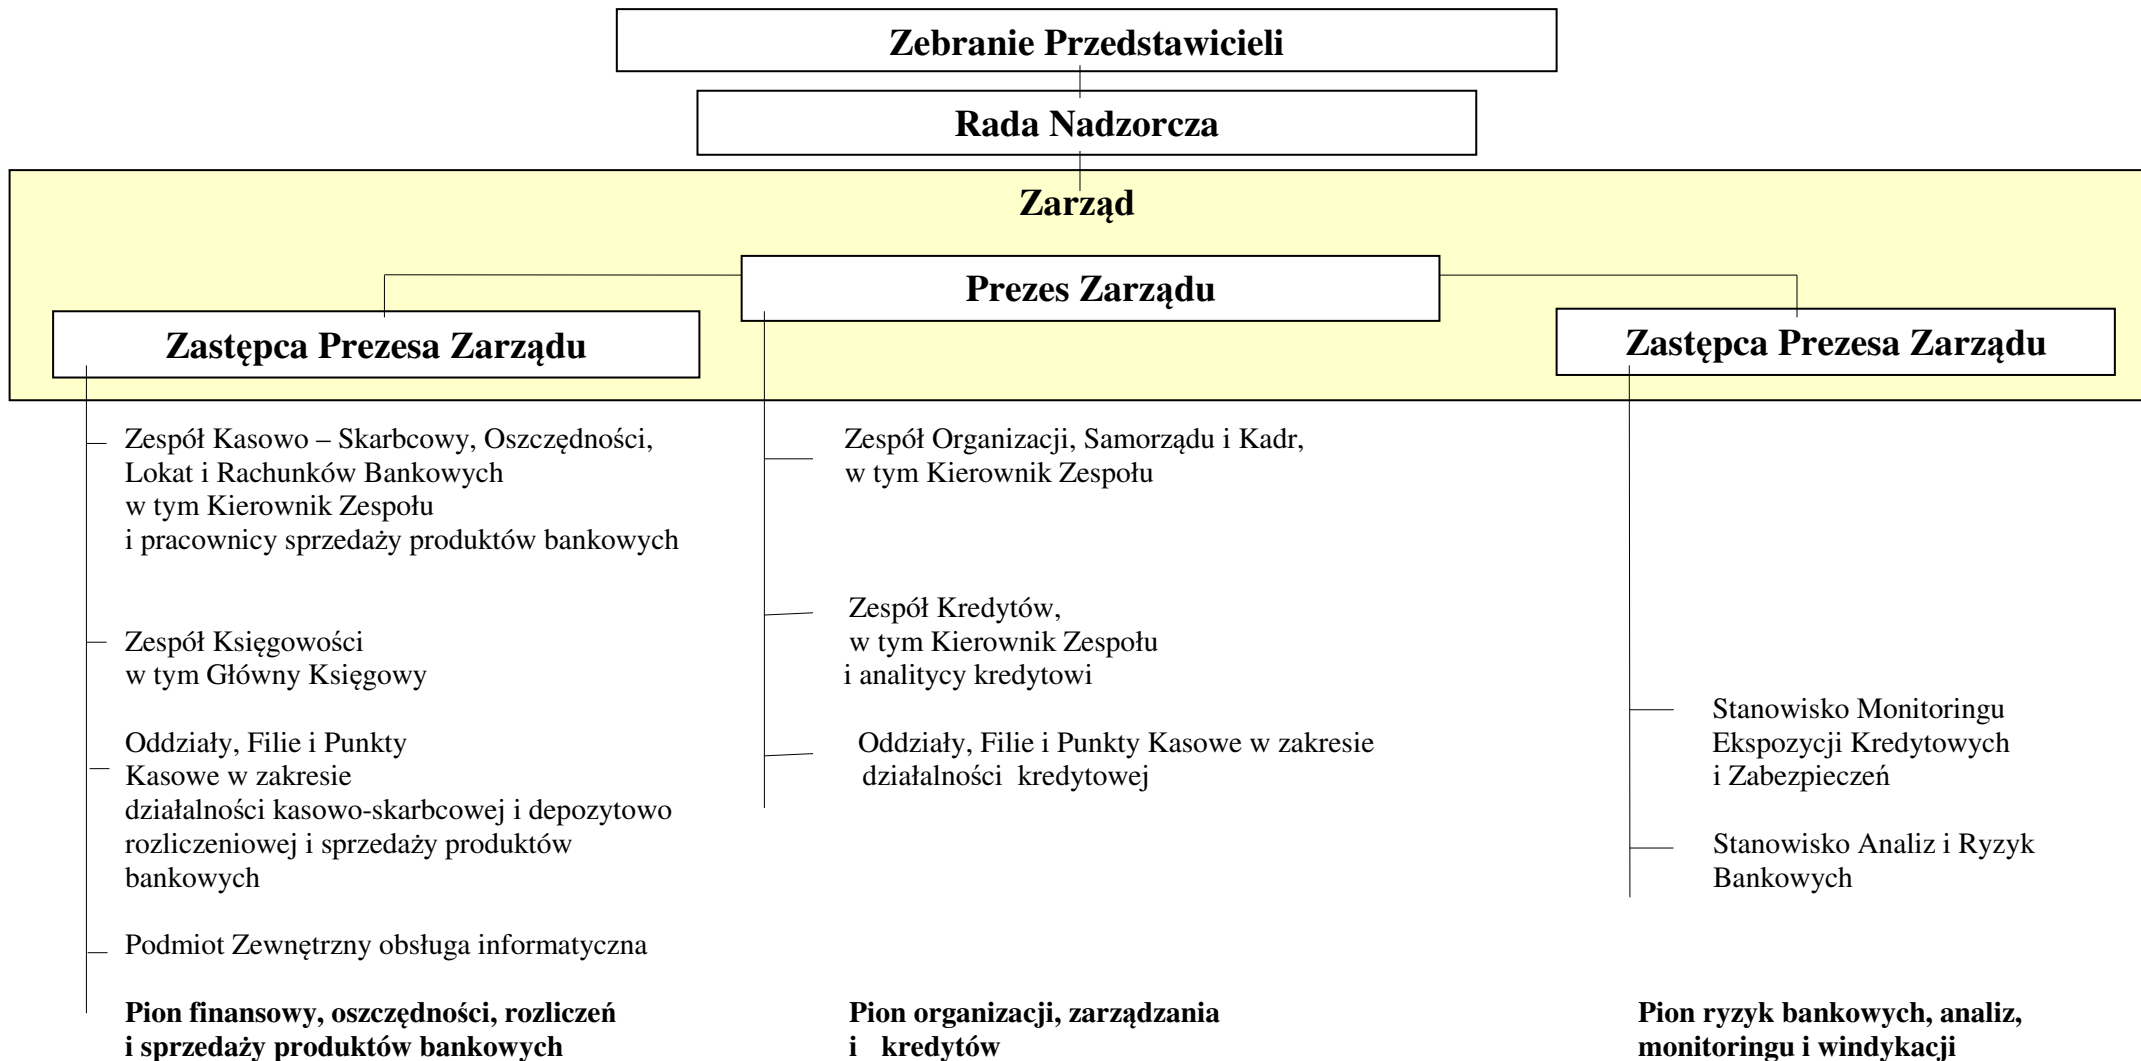 Zebranie Przedstawicieli
Rada Nadzorcza
Zarząd
Prezes Zarządu
Zastępca Prezesa Zarządu
Zastępca Prezesa Zarządu
Zespół Kasowo – Skarbcowy, Oszczędności,
Lokat i Rachunków Bankowych
w tym Kierownik Zespołu
i pracownicy sprzedaży produktów bankowych
Zespół Księgowości
w tym Główny Księgowy
Oddziały, Filie i Punkty
Kasowe w zakresie
działalności kasowo-skarbcowej i depozytowo
rozliczeniowej i sprzedaży produktów
bankowych
Podmiot Zewnętrzny obsługa informatyczna
Pion finansowy, oszczędności, rozliczeń
i sprzedaży produktów bankowych
Zespół Organizacji, Samorządu i Kadr,
w tym Kierownik Zespołu
Zespół Kredytów,
w tym Kierownik Zespołu
i analitycy kredytowi
Oddziały, Filie i Punkty Kasowe w zakresie
działalności kredytowej
Pion organizacji, zarządzania
i kredytów
Stanowisko Monitoringu
Ekspozycji Kredytowych
i Zabezpieczeń
Stanowisko Analiz i Ryzyk
Bankowych
Pion ryzyk bankowych, analiz,
monitoringu i windykacji